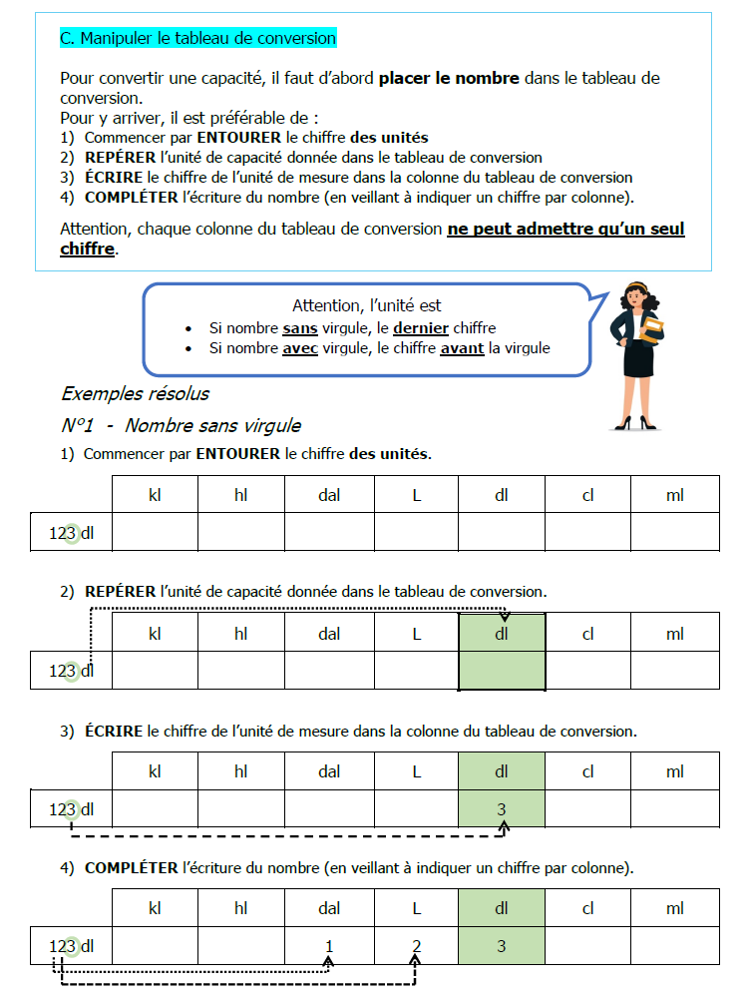 C. Manipuler le tableau de conversion
Pour convertir une capacité, il faut d’abord placer le nombre dans le tableau de
conversion.
Pour y arriver, il est préférable de :
1) Commencer par ENTOURER le chiffre des unités
2) REPÉRER l’unité de capacité donnée dans le tableau de conversion
3) ÉCRIRE le chiffre de l’unité de mesure dans la colonne du tableau de conversion
4) COMPLÉTER l’écriture du nombre (en veillant à indiquer un chiffre par colonne).
Attention, chaque colonne du tableau de conversion ne peut admettre qu’un seul
chiffre.
Attention, l’unité est
• Si nombre sans virgule, le dernier chiffre
• Si nombre avec virgule, le chiffre avant la virgule
Exemples résolus
N°1 - Nombre sans virgule
1) Commencer par ENTOURER le chiffre des unités.
kl hl dal L dl cl ml
123 dl
2) REPÉRER l’unité de capacité donnée dans le tableau de conversion.
kl hl dal L dl cl ml
123 dl
3) ÉCRIRE le chiffre de l’unité de mesure dans la colonne du tableau de conversion.
kl hl dal L dl cl ml
123 dl 3
4) COMPLÉTER l’écriture du nombre (en veillant à indiquer un chiffre par colonne).
kl hl dal L dl cl ml
123 dl 1 2 3